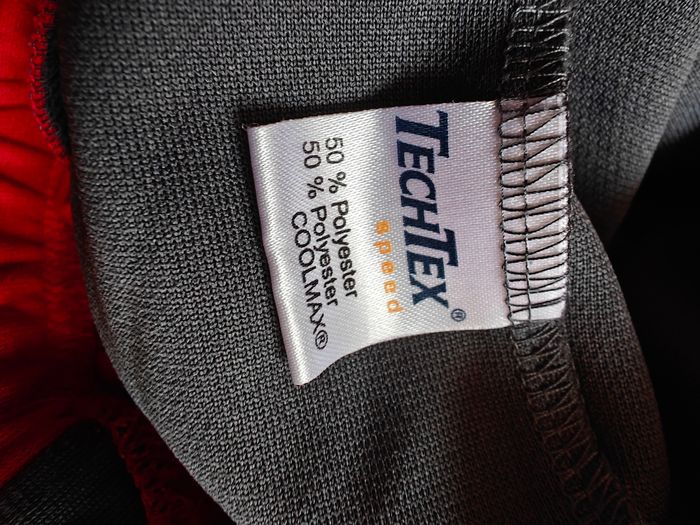 TECHTEX®
speed
50 % Polyester
50 % Polyester
COOLMAX®